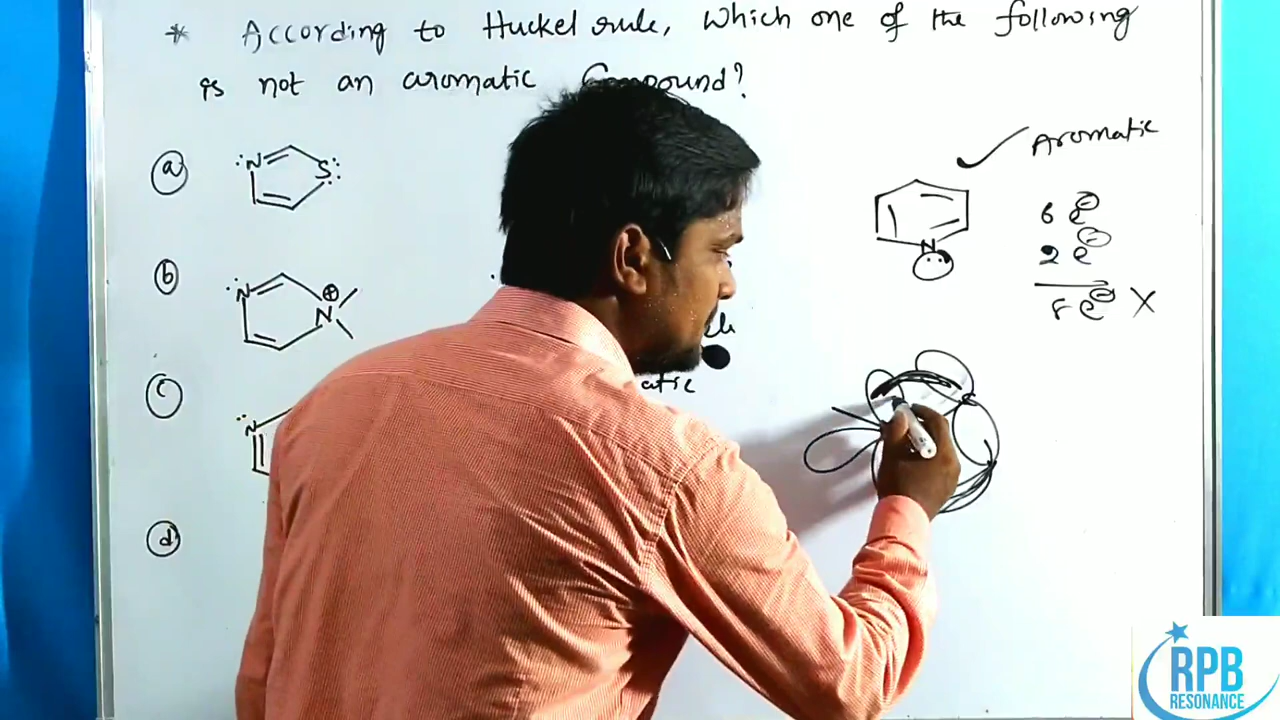 * According to Huckel rule, Which one of the following
is not an aromatic Compound?
Aromatic
a N S
6 e⊖
2 e⊖
8 e⊖ X
N
b N ⊕ N
c N
d
RPB
RESONANCE